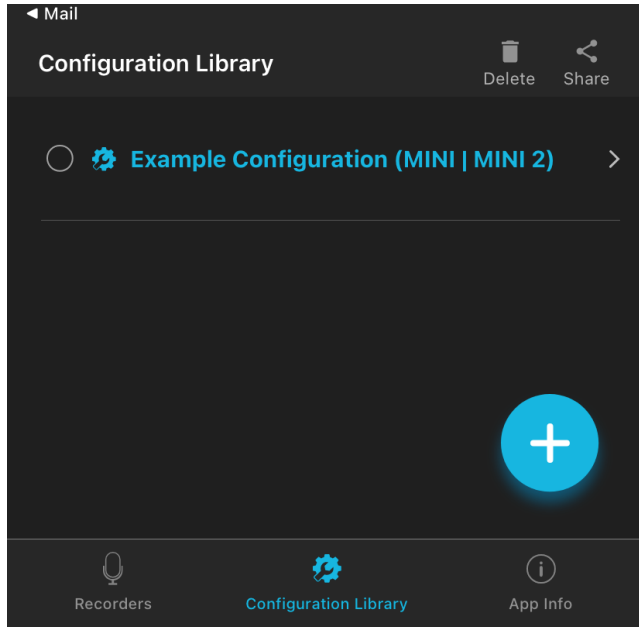 ◀ Mail
Configuration Library
Delete
Share
Example Configuration (MINI | MINI 2)
Recorders
Configuration Library
App Info